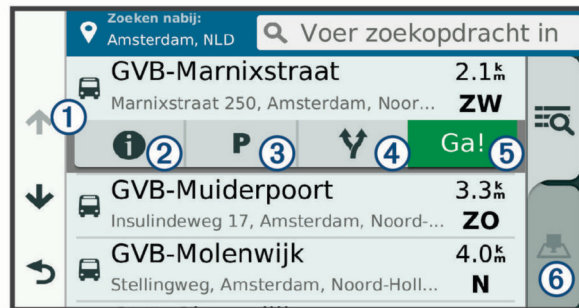 Zoeken nabij:
Amsterdam, NLD
Voer zoekopdracht in
GVB-Marnixstraat 2.1 km
Marnixstraat 250, Amsterdam, Noor... ZW
1
2 P 3 4 Ga! 5
GVB-Muiderpoort 3.3 km
Insulindeweg 17, Amsterdam, Noord-... ZO
GVB-Molenwijk 4.0 km
Stellingweg, Amsterdam, Noord-Holl... N
6